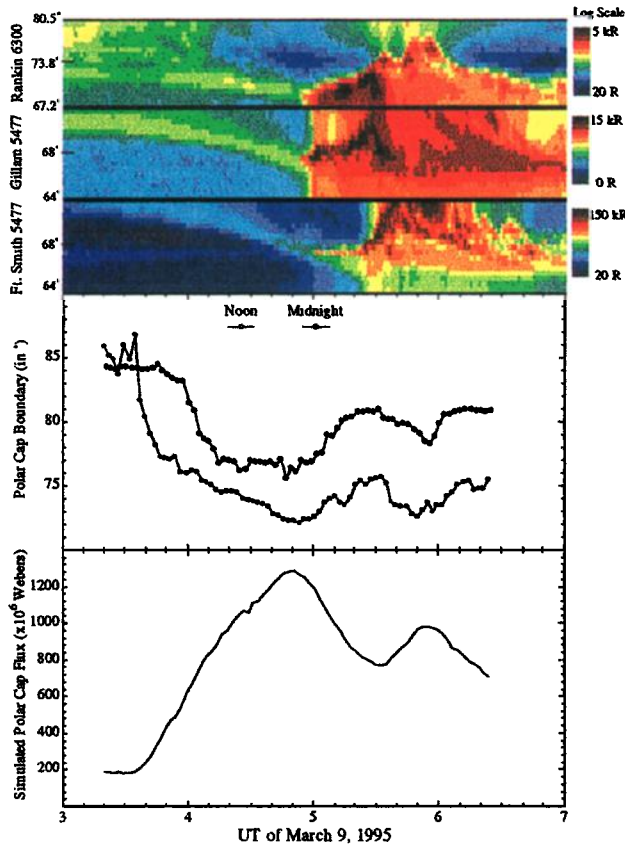 Log Scale
80.5°
5 kR
Rankin 6300
73.8°
67.2°
20 R
15 kR
Gillam 5477
68°
64°
0 R
150 kR
Ft. Smith 5477
68°
64°
20 R
Noon
Midnight
Polar Cap Boundary (in °)
85
80
75
Simulated Polar Cap Flux (x10⁶ Webers)
1200
1000
800
600
400
200
3
4
5
6
7
UT of March 9, 1995